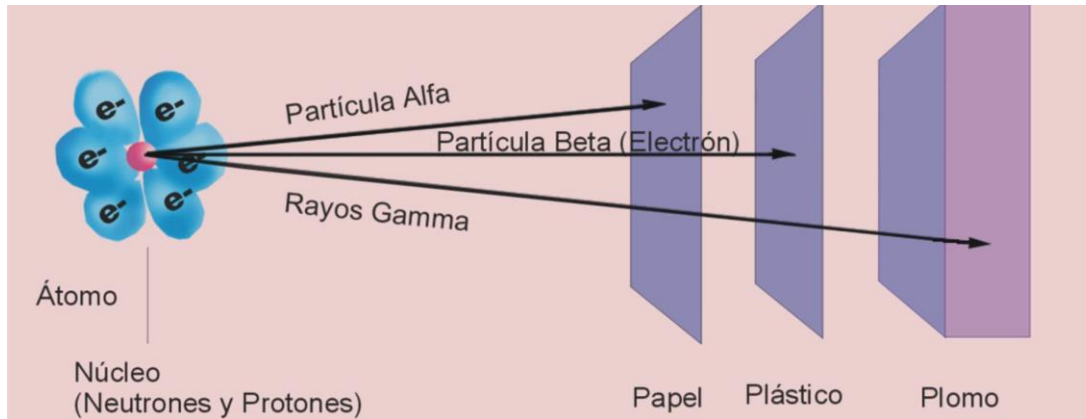 e-
e-
e-
e-
e-
e-
Partícula Alfa
Partícula Beta (Electrón)
Rayos Gamma
Átomo
Núcleo
(Neutrones y Protones)
Papel
Plástico
Plomo